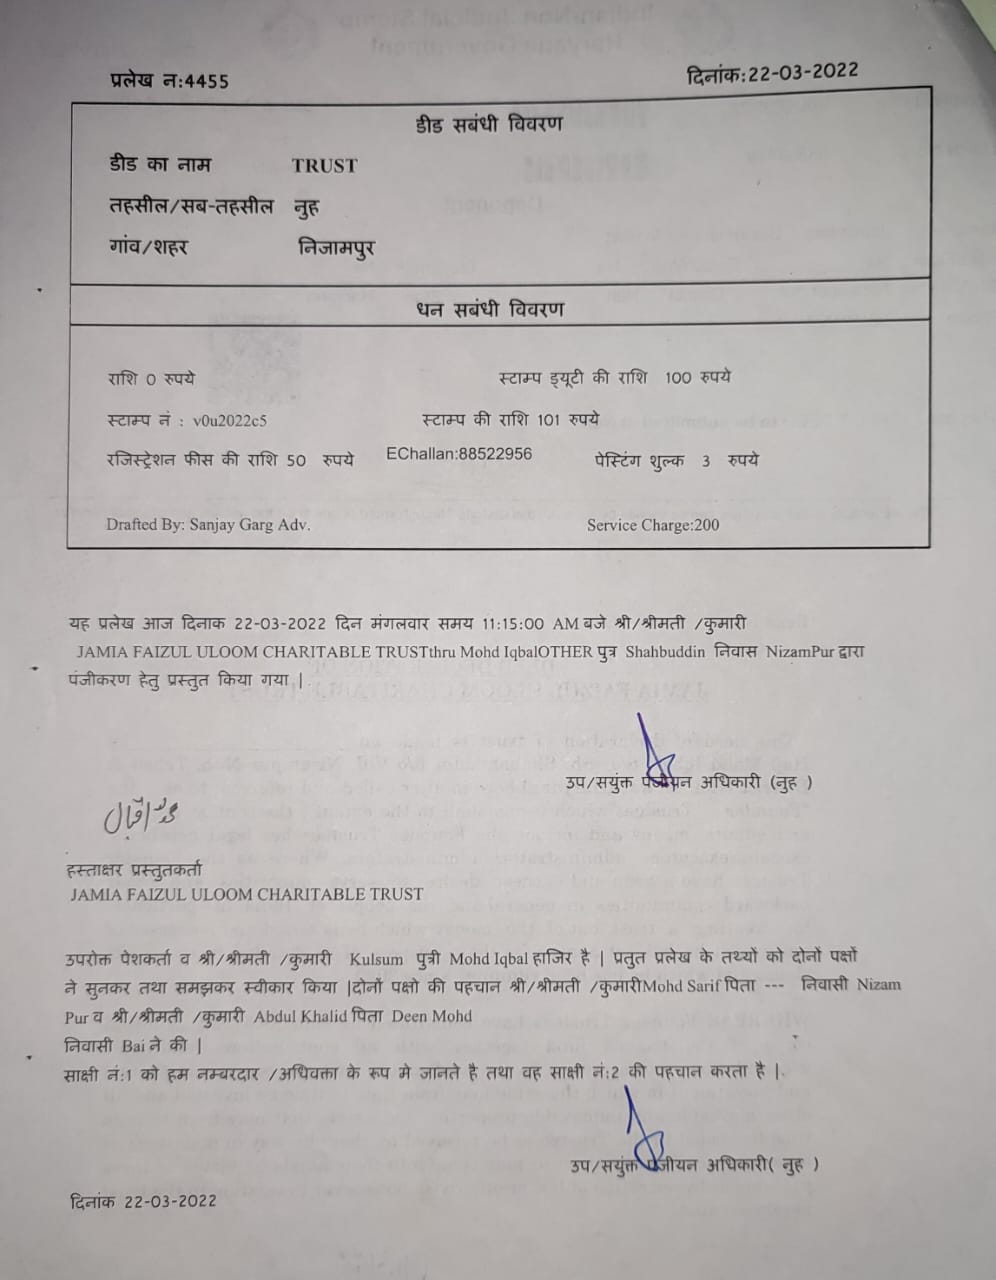 प्रलेख न:4455
दिनांक:22-03-2022
डीड सबंधी विवरण
डीड का नाम TRUST
तहसील/सब-तहसील नुह
गांव/शहर निजामपुर
धन सबंधी विवरण
राशि 0 रुपये स्टाम्प ड्यूटी की राशि 100 रुपये
स्टाम्प नं : v0u2022c5 स्टाम्प की राशि 101 रुपये
रजिस्ट्रेशन फीस की राशि 50 रुपये EChallan:88522956 पेस्टिंग शुल्क 3 रुपये
Drafted By: Sanjay Garg Adv. Service Charge:200
यह प्रलेख आज दिनाक 22-03-2022 दिन मंगलवार समय 11:15:00 AM बजे श्री/श्रीमती /कुमारी
JAMIA FAIZUL ULOOM CHARITABLE TRUSTthru Mohd IqbalOTHER पुत्र Shahbuddin निवास NizamPur द्वारा
पंजीकरण हेतु प्रस्तुत किया गया |
उप/सयुंक्त पंजीयन अधिकारी (नुह )
محمد اقبال
हस्ताक्षर प्रस्तुतकर्ता
JAMIA FAIZUL ULOOM CHARITABLE TRUST
उपरोक्त पेशकर्ता व श्री/श्रीमती /कुमारी Kulsum पुत्री Mohd Iqbal हाजिर है | प्रतुत प्रलेख के तथ्यों को दोनों पक्षों
ने सुनकर तथा समझकर स्वीकार किया |दोनों पक्षो की पहचान श्री/श्रीमती /कुमारीMohd Sarif पिता --- निवासी Nizam
Pur व श्री/श्रीमती /कुमारी Abdul Khalid पिता Deen Mohd
निवासी Bai ने की |
साक्षी नं:1 को हम नम्बरदार /अधिवक्ता के रूप मे जानते है तथा वह साक्षी नं:2 की पहचान करता है |
उप/सयुंक्त पंजीयन अधिकारी( नुह )
दिनांक 22-03-2022